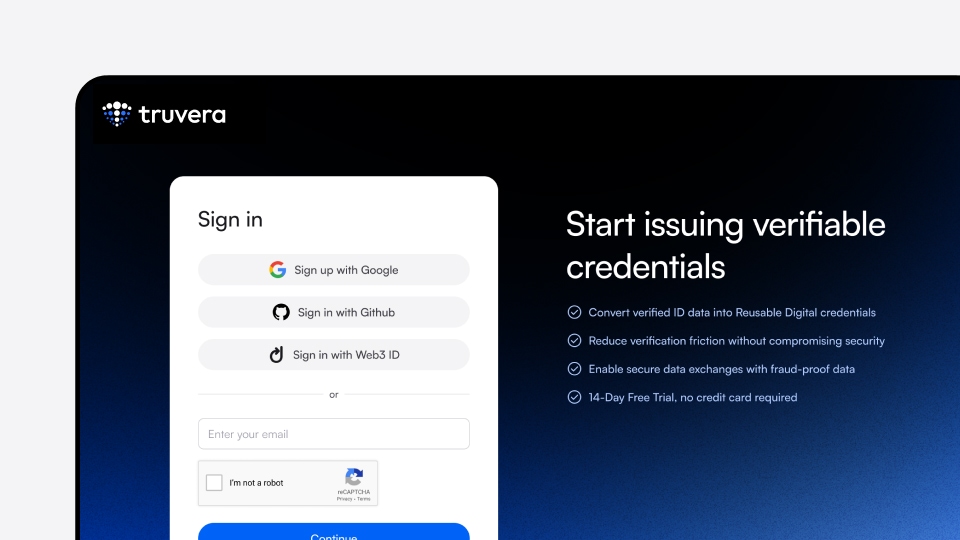 truvera
Sign in
Sign up with Google
Sign in with Github
Sign in with Web3 ID
or
Enter your email
I'm not a robot
reCAPTCHA
Privacy - Terms
Continue
Start issuing verifiable
credentials
Convert verified ID data into Reusable Digital credentials
Reduce verification friction without compromising security
Enable secure data exchanges with fraud-proof data
14-Day Free Trial, no credit card required